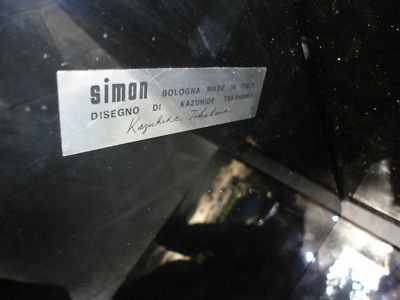 simon BOLOGNA MADE IN ITALY
DISEGNO DI KAZUHIDE TAKAHAMA
Kazuhide Takahama